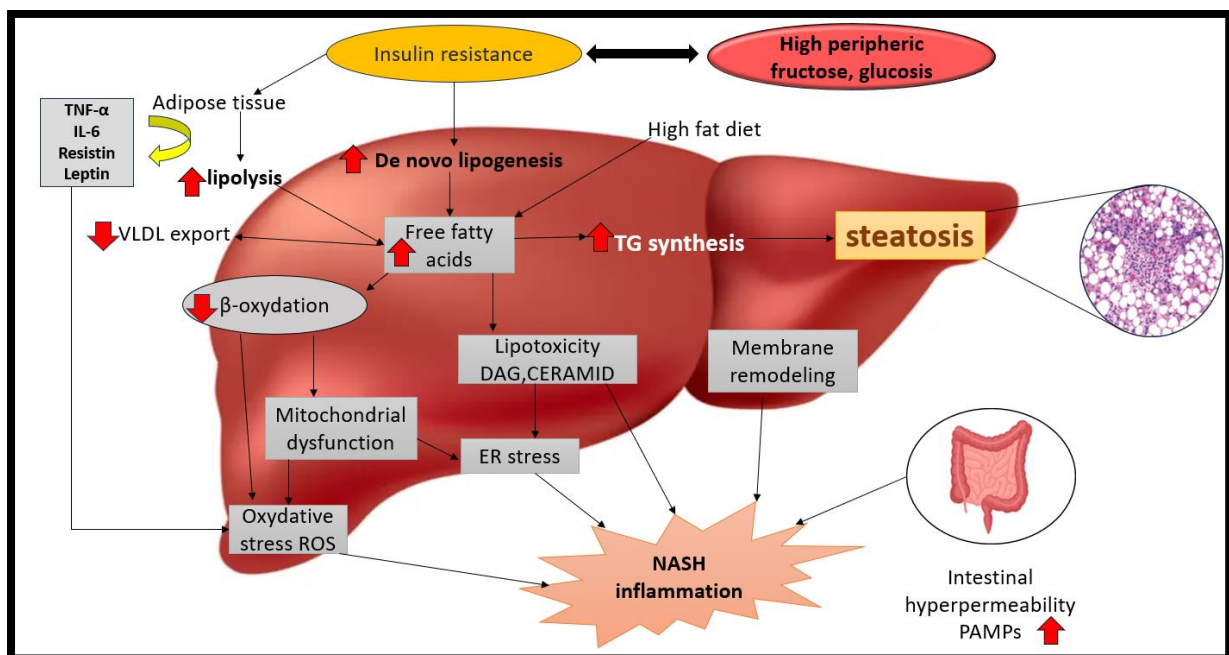 Insulin resistance
High peripheric
fructose, glucosis
TNF-α
IL-6
Resistin
Leptin
Adipose tissue
High fat diet
De novo lipogenesis
lipolysis
VLDL export
Free fatty
acids
TG synthesis
steatosis
β-oxydation
Lipotoxicity
DAG,CERAMID
Membrane
remodeling
Mitochondrial
dysfunction
ER stress
Oxydative
stress ROS
NASH
inflammation
Intestinal
hyperpermeability
PAMPs